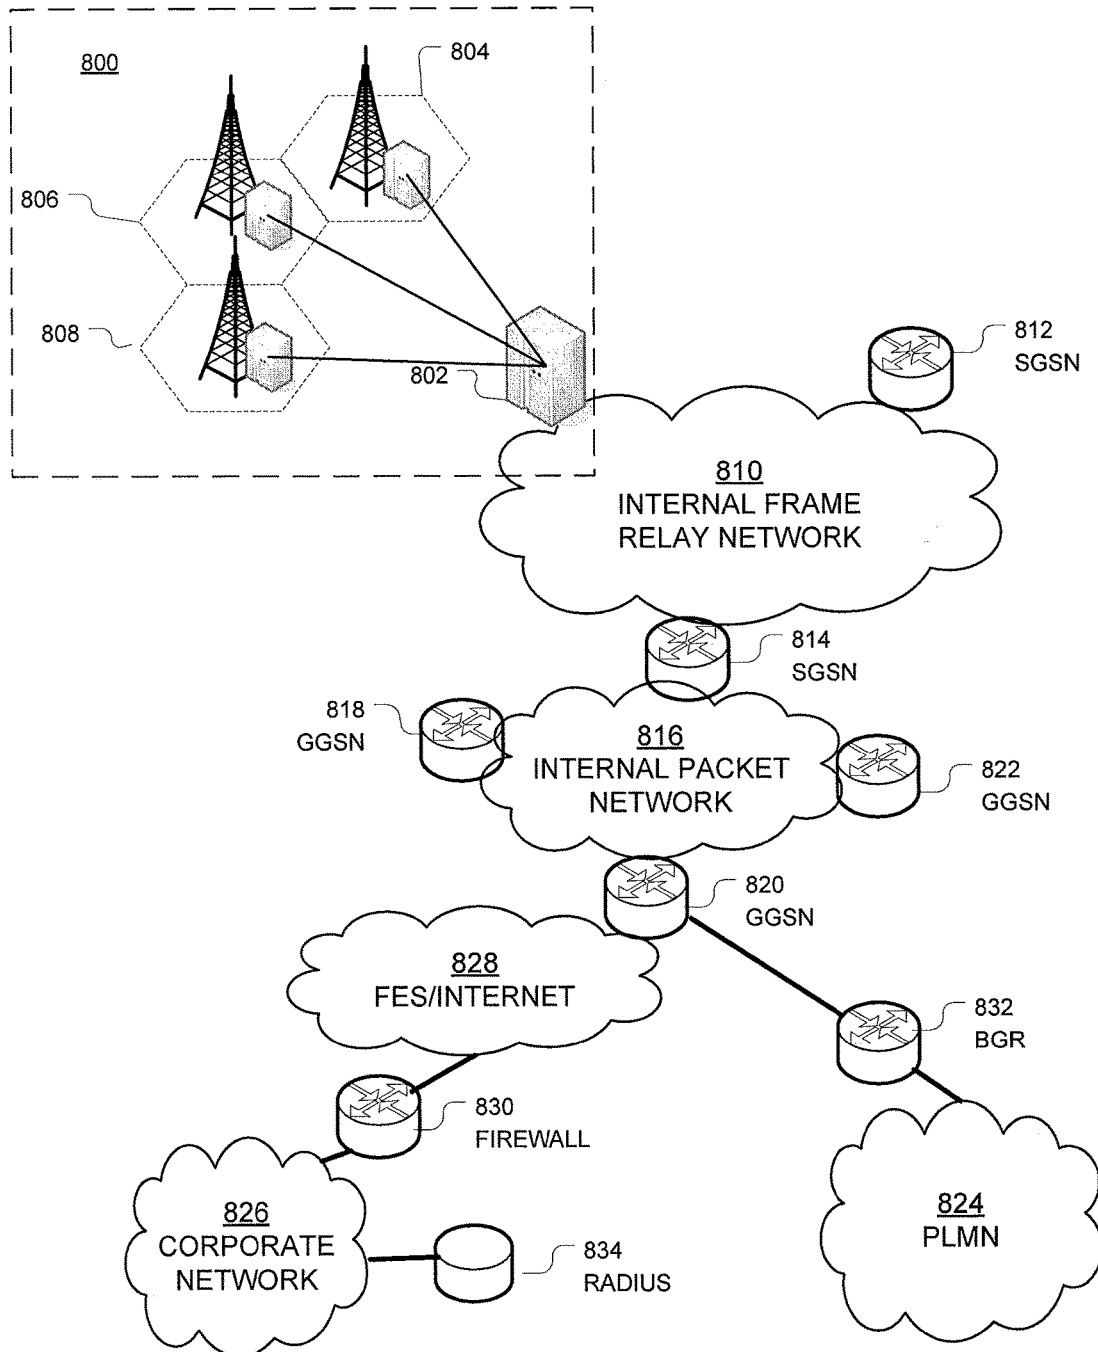 800
804
806
808
802
812
SGSN
810
INTERNAL FRAME
RELAY NETWORK
814
SGSN
818
GGSN
816
INTERNAL PACKET
NETWORK
822
GGSN
820
GGSN
828
FES/INTERNET
832
BGR
830
FIREWALL
826
CORPORATE
NETWORK
834
RADIUS
824
PLMN